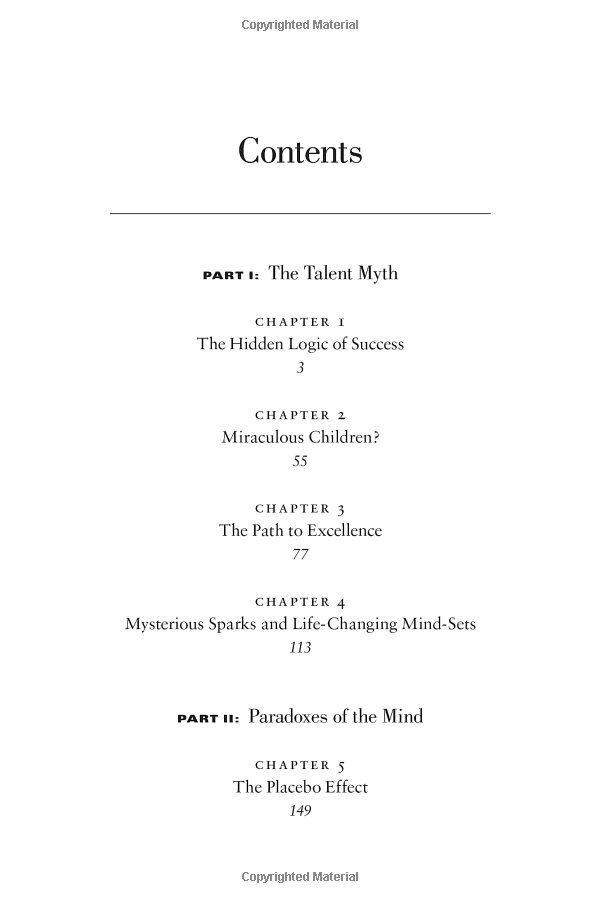 Copyrighted Material
Contents
PART I: The Talent Myth
CHAPTER 1
The Hidden Logic of Success
3
CHAPTER 2
Miraculous Children?
55
CHAPTER 3
The Path to Excellence
77
CHAPTER 4
Mysterious Sparks and Life-Changing Mind-Sets
113
PART II: Paradoxes of the Mind
CHAPTER 5
The Placebo Effect
149
Copyrighted Material